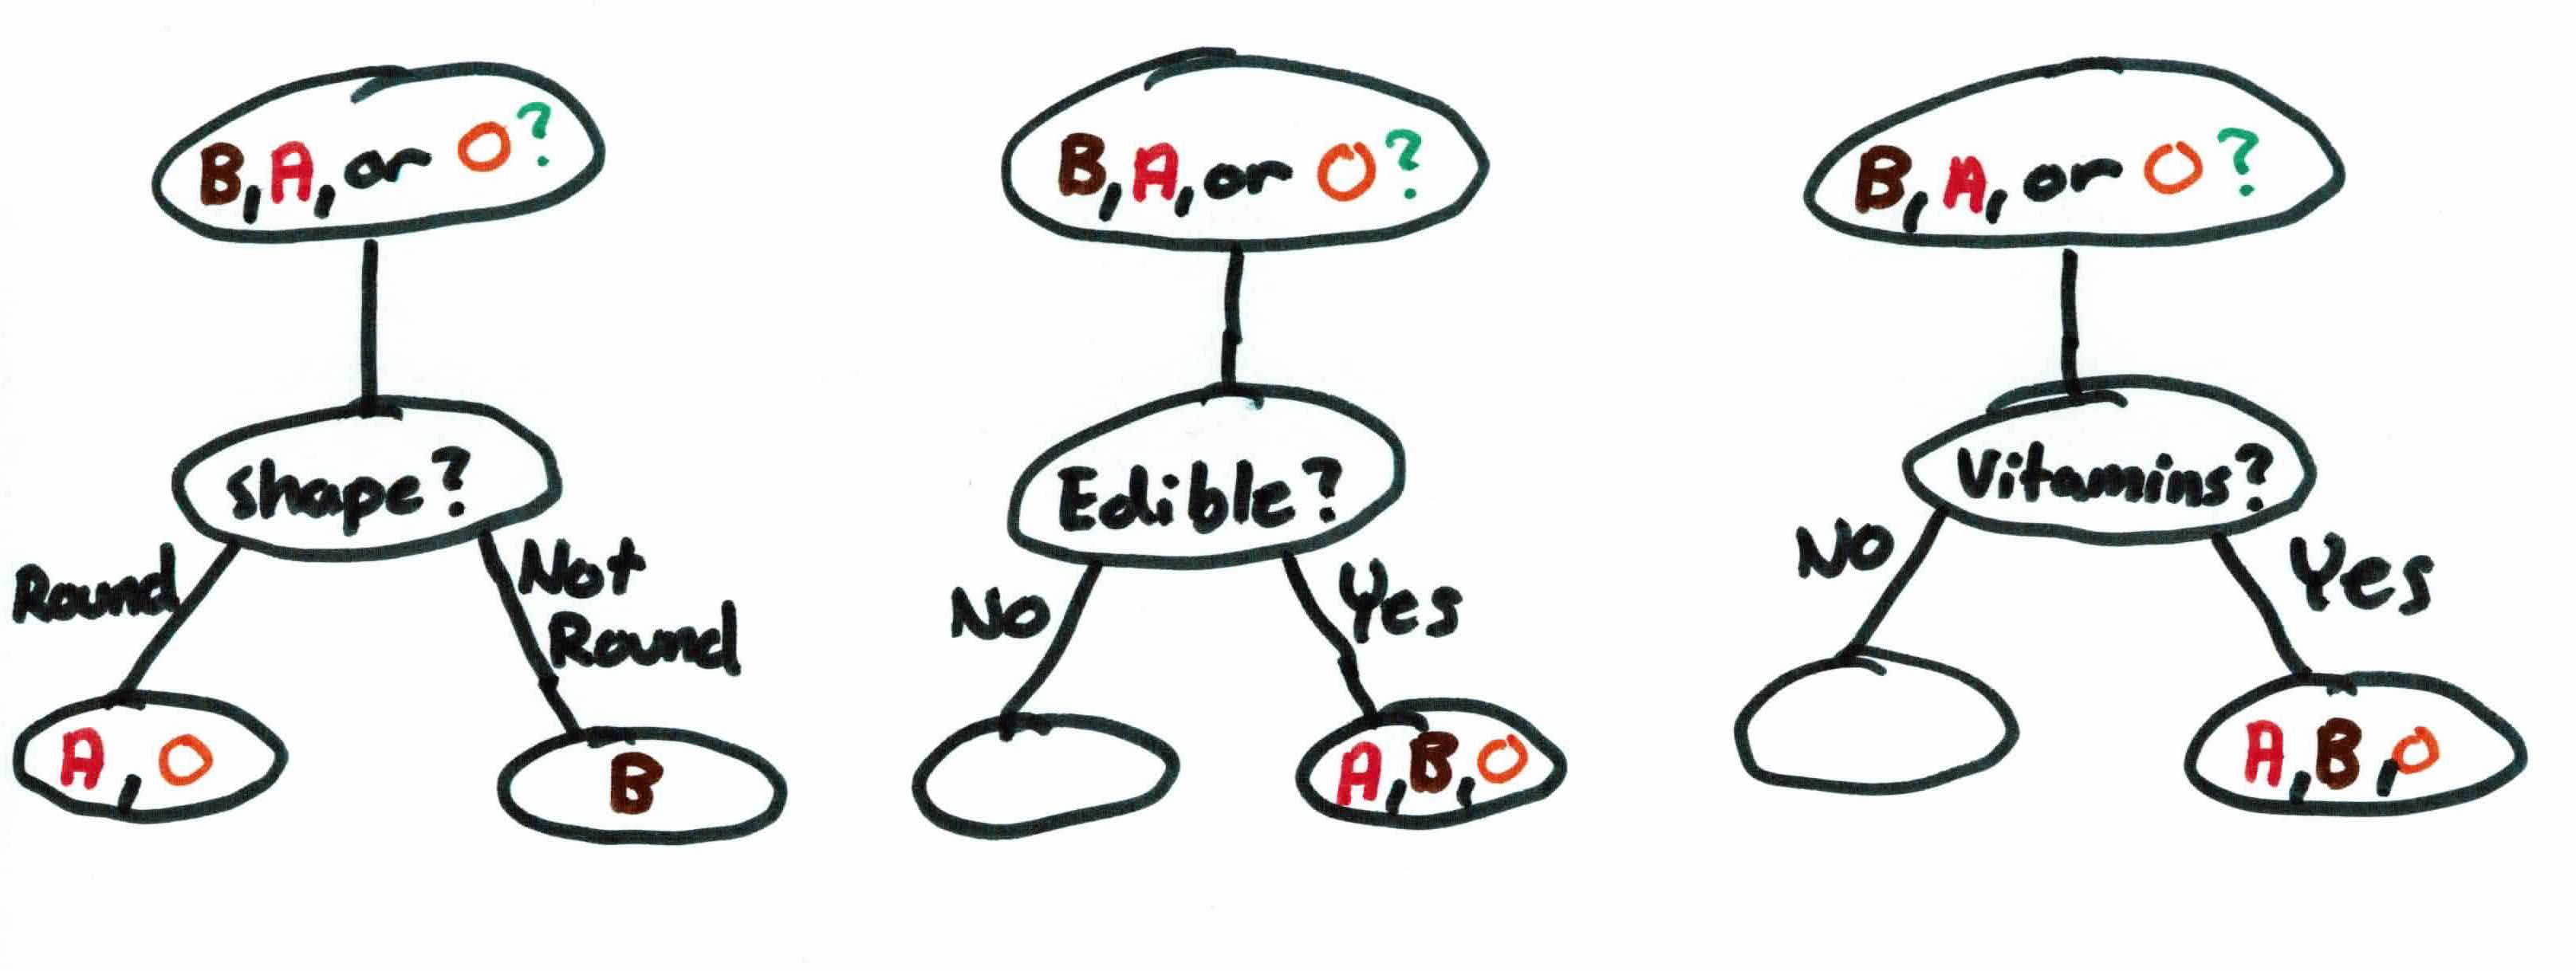 B, A, or O?
Shape?
Round
Not
Round
A, O
B
B, A, or O?
Edible?
No
Yes
A, B, O
B, A, or O?
Vitamins?
No
Yes
A, B, O